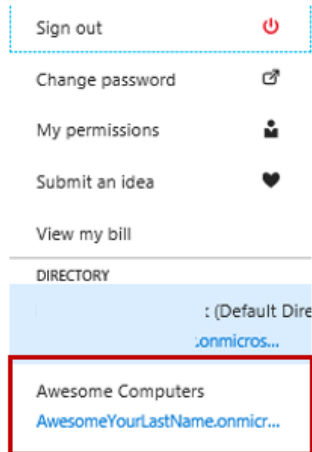 Sign out
Change password
My permissions
Submit an idea
View my bill
DIRECTORY
: (Default Dire
.onmicros...
Awesome Computers
AwesomeYourLastName.onmicr...